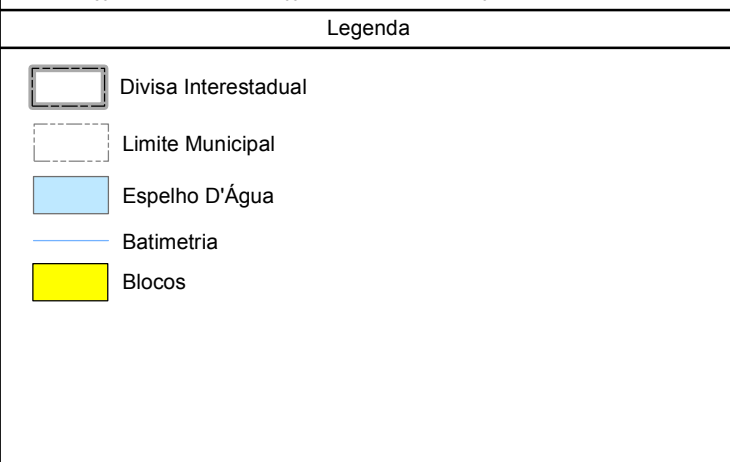 Legenda
Divisa Interestadual
Limite Municipal
Espelho D'Água
Batimetria
Blocos